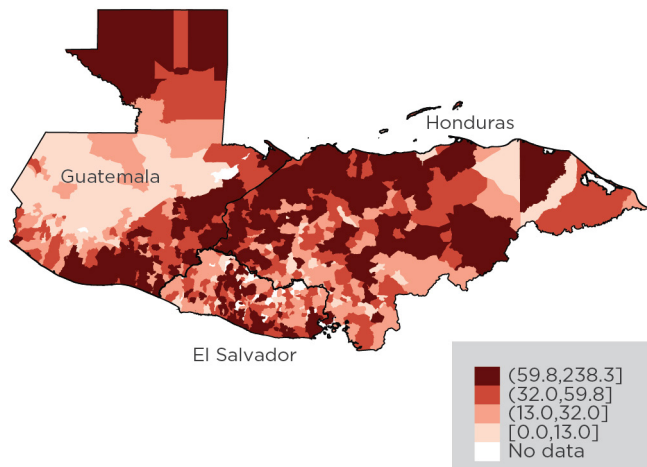 Honduras
Guatemala
El Salvador
(59.8,238.3]
(32.0,59.8]
(13.0,32.0]
[0.0,13.0]
No data